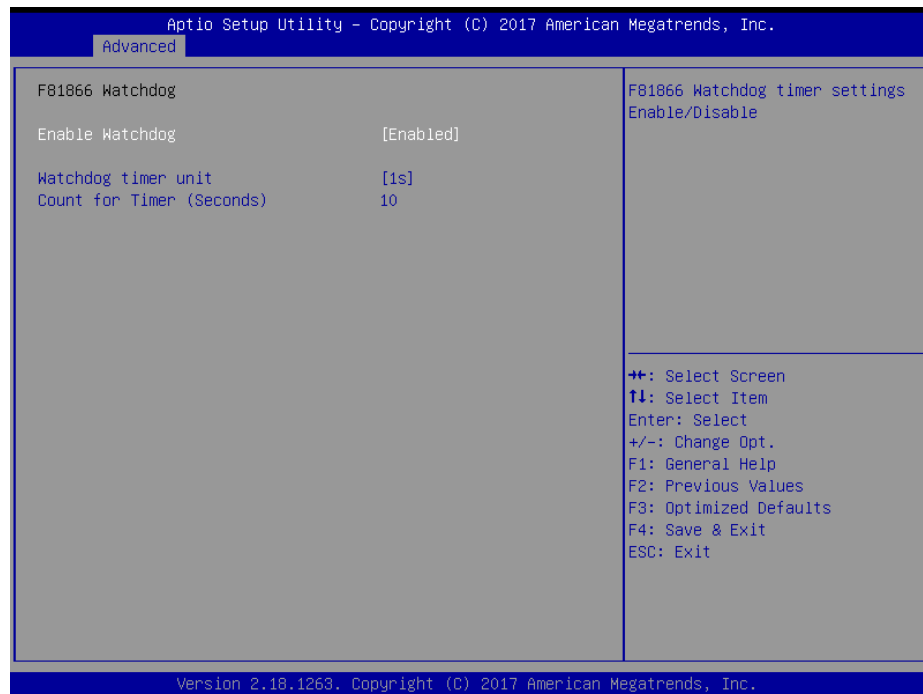 Aptio Setup Utility – Copyright (C) 2017 American Megatrends, Inc.
Advanced
F81866 Watchdog
Enable Watchdog [Enabled]
Watchdog timer unit [1s]
Count for Timer (Seconds) 10
F81866 Watchdog timer settings
Enable/Disable
→←: Select Screen
↑↓: Select Item
Enter: Select
+/-: Change Opt.
F1: General Help
F2: Previous Values
F3: Optimized Defaults
F4: Save & Exit
ESC: Exit
Version 2.18.1263. Copyright (C) 2017 American Megatrends, Inc.